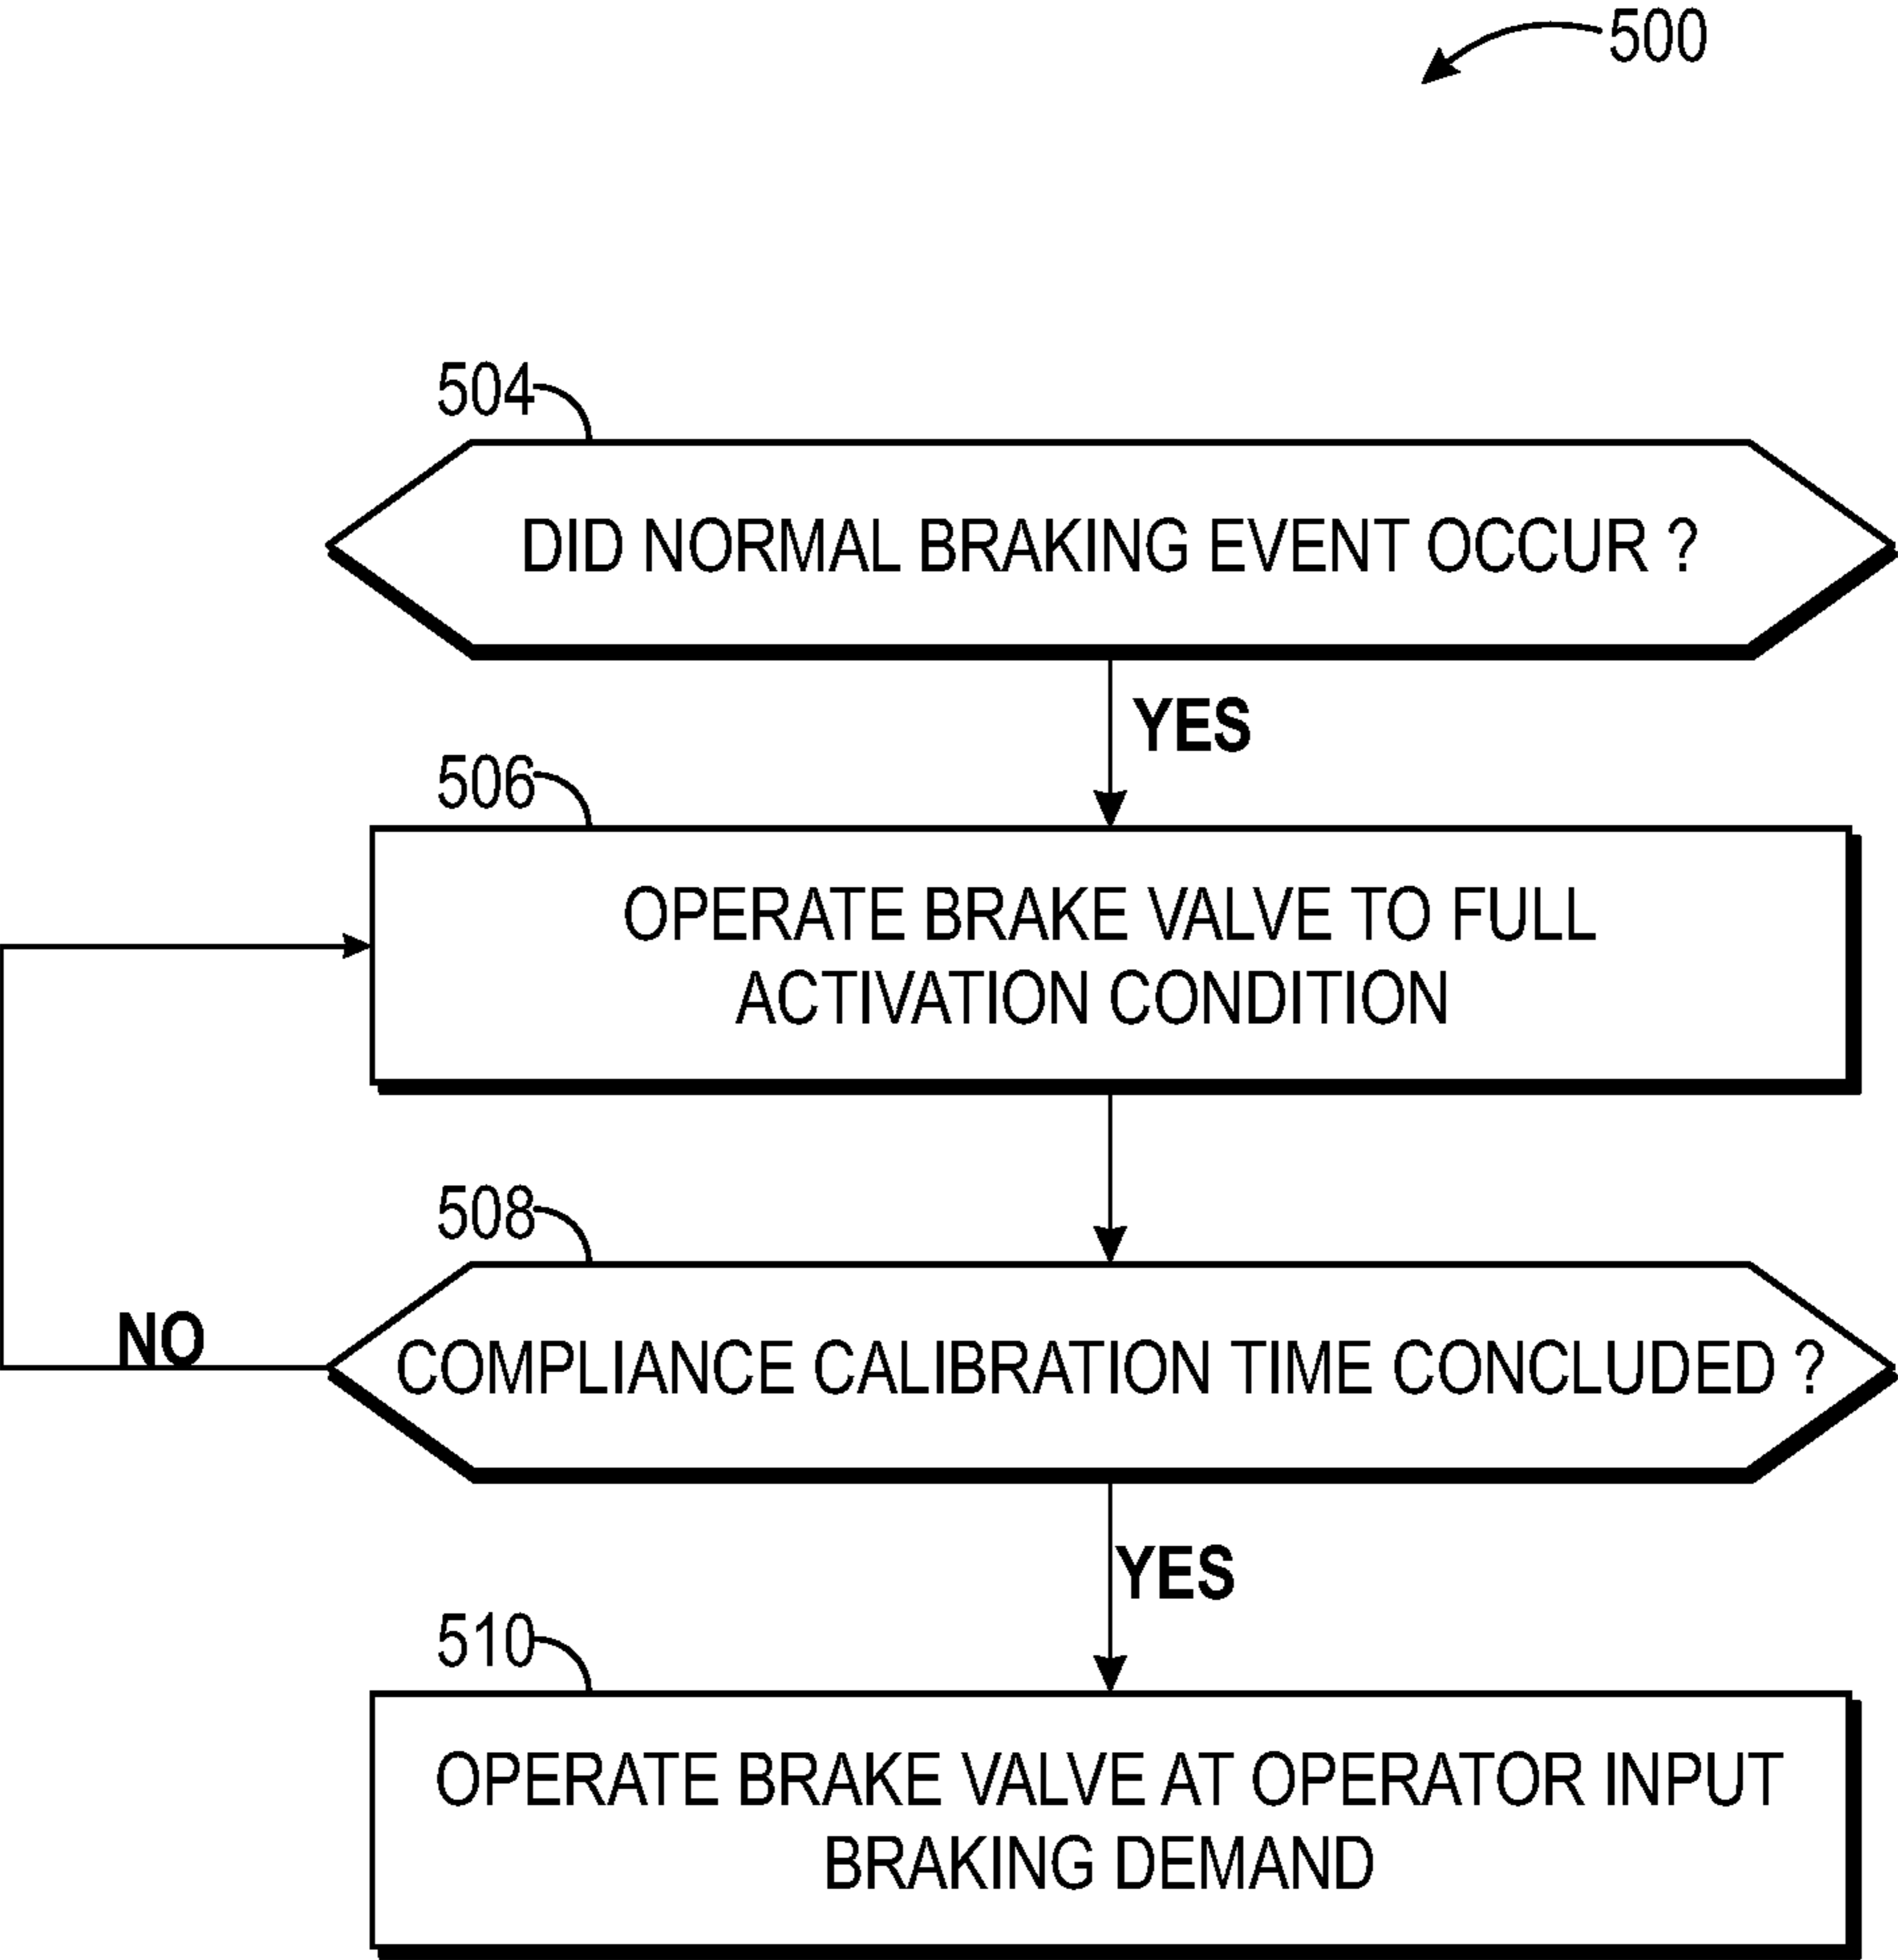 500
504
DID NORMAL BRAKING EVENT OCCUR ?
YES
506
OPERATE BRAKE VALVE TO FULL
ACTIVATION CONDITION
508
NO
COMPLIANCE CALIBRATION TIME CONCLUDED ?
YES
510
OPERATE BRAKE VALVE AT OPERATOR INPUT
BRAKING DEMAND